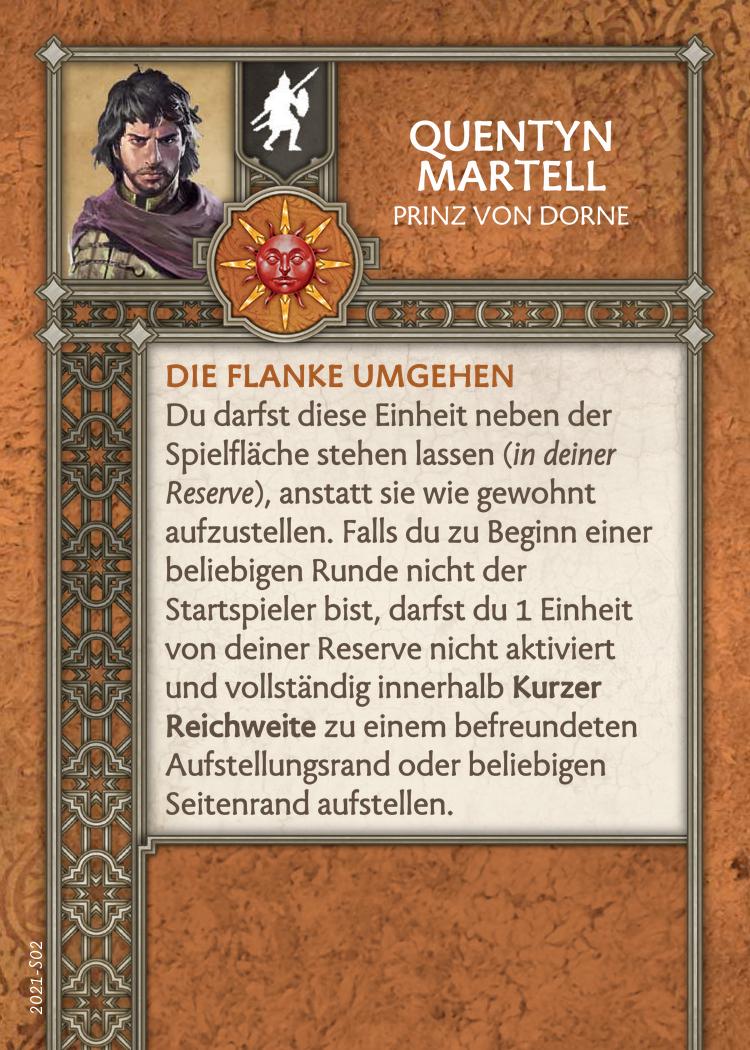 QUENTYN
MARTELL
PRINZ VON DORNE
DIE FLANKE UMGEHEN
Du darfst diese Einheit neben der
Spielfläche stehen lassen (in deiner
Reserve), anstatt sie wie gewohnt
aufzustellen. Falls du zu Beginn einer
beliebigen Runde nicht der
Startspieler bist, darfst du 1 Einheit
von deiner Reserve nicht aktiviert
und vollständig innerhalb Kurzer
Reichweite zu einem befreundeten
Aufstellungsrand oder beliebigen
Seitenrand aufstellen.
2021-S02